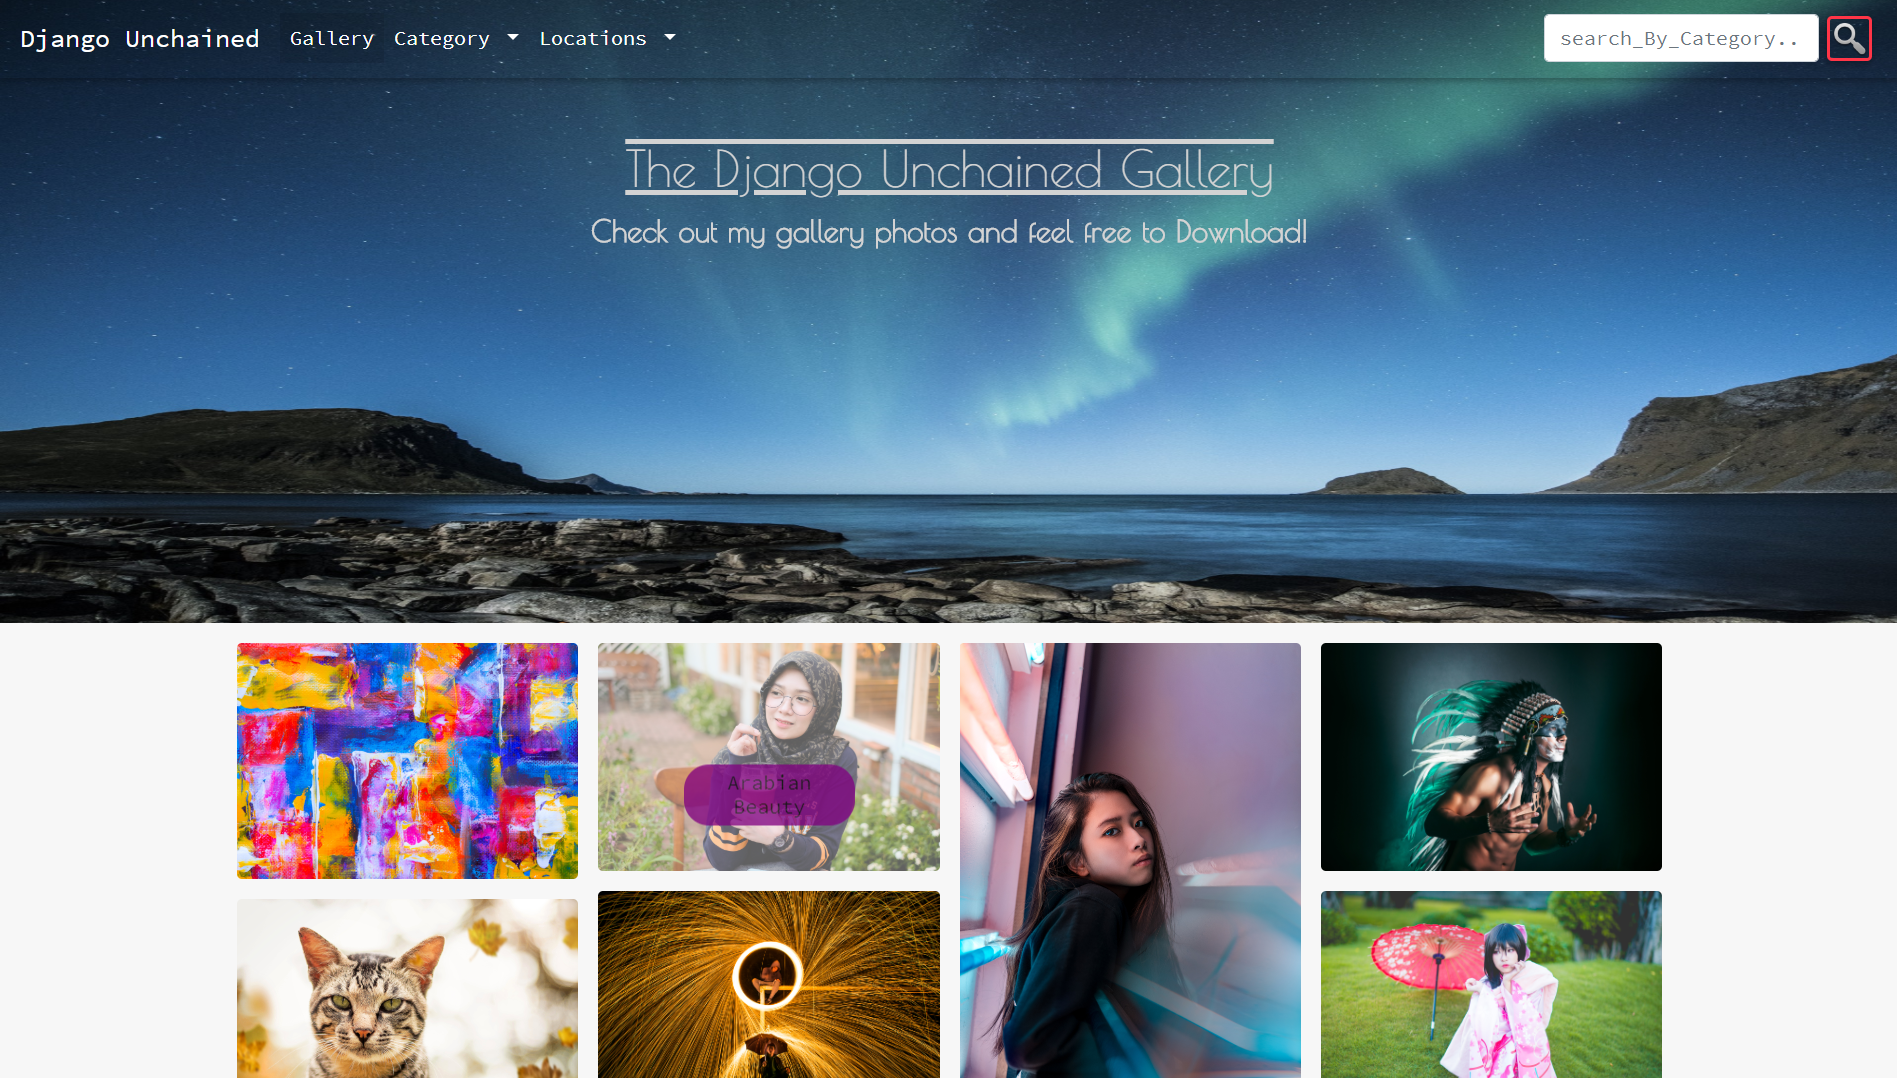 Django Unchained Gallery Category Locations search_By_Category..
The Django Unchained Gallery
Check out my gallery photos and feel free to Download!
Arabian
Beauty